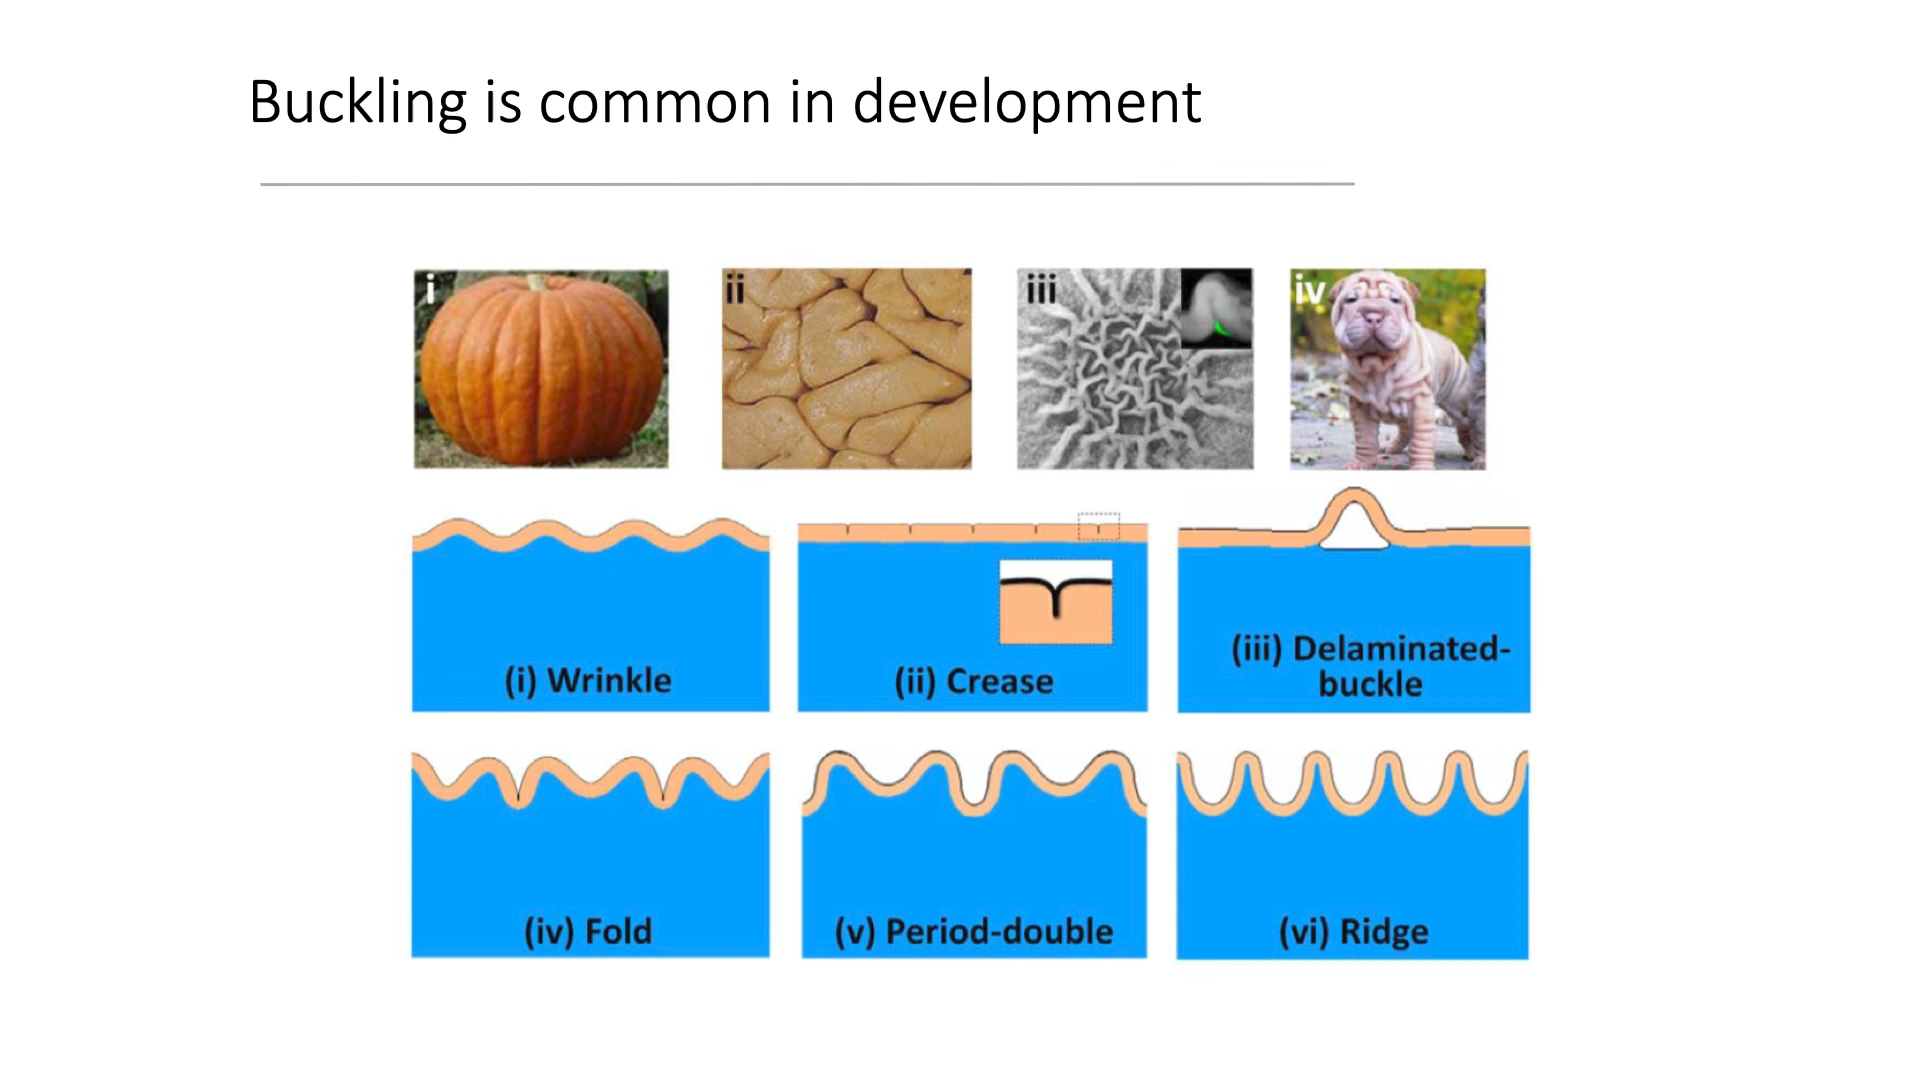 Buckling is common in development
i
ii
iii
iv
(i) Wrinkle
(ii) Crease
(iii) Delaminated-
buckle
(iv) Fold
(v) Period-double
(vi) Ridge